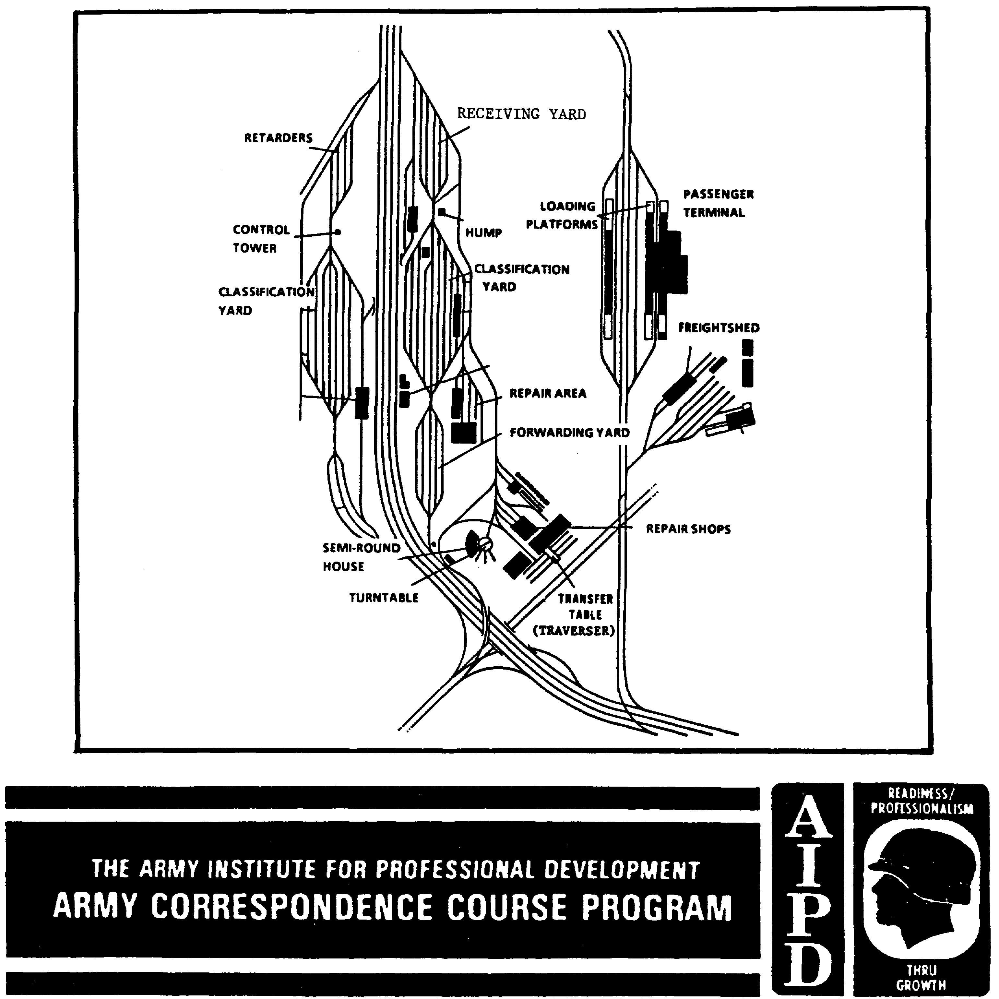 RECEIVING YARD
RETARDERS
PASSENGER
TERMINAL
LOADING
PLATFORMS
CONTROL
TOWER
HUMP
CLASSIFICATION
YARD
CLASSIFICATION
YARD
FREIGHTSHED
REPAIR AREA
FORWARDING YARD
REPAIR SHOPS
SEMI-ROUND
HOUSE
TURNTABLE
TRANSFER
TABLE
(TRAVERSER)
THE ARMY INSTITUTE FOR PROFESSIONAL DEVELOPMENT
ARMY CORRESPONDENCE COURSE PROGRAM
A
I
P
D
READINESS/
PROFESSIONALISM
THRU
GROWTH